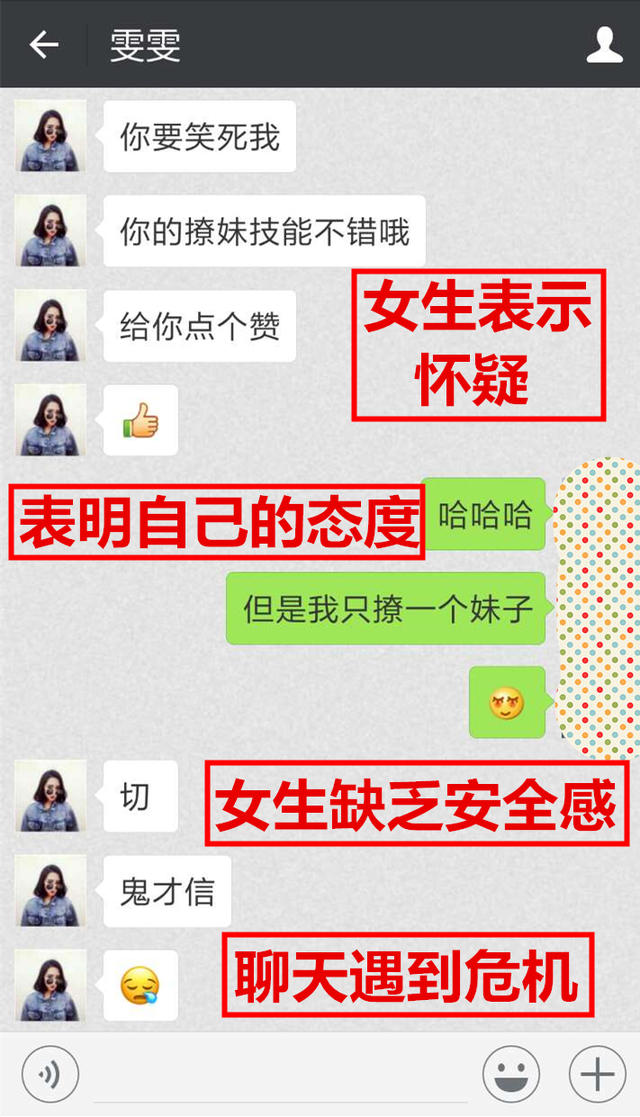 雯雯
你要笑死我
你的撩妹技能不错哦
给你点个赞
女生表示
怀疑
表明自己的态度
哈哈哈
但是我只撩一个妹子
切
女生缺乏安全感
鬼才信
聊天遇到危机